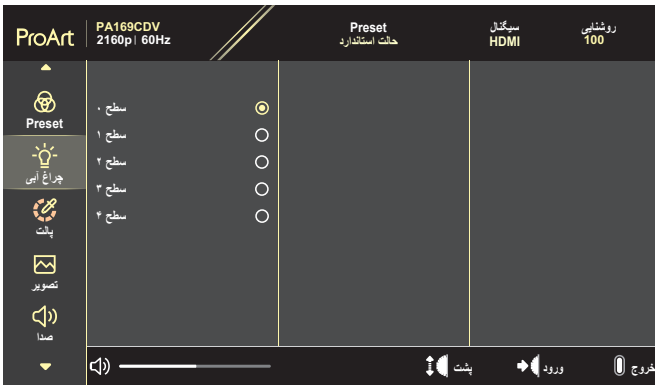 ProArt
PA169CDV
2160p | 60Hz
Preset
حالت استاندارد
سیگنال
HDMI
روشنایی
100
Preset
چراغ آبی
پالت
تصویر
صدا
سطح ۰
سطح ۱
سطح ۲
سطح ۳
سطح ۴
پشت
ورود
خروج